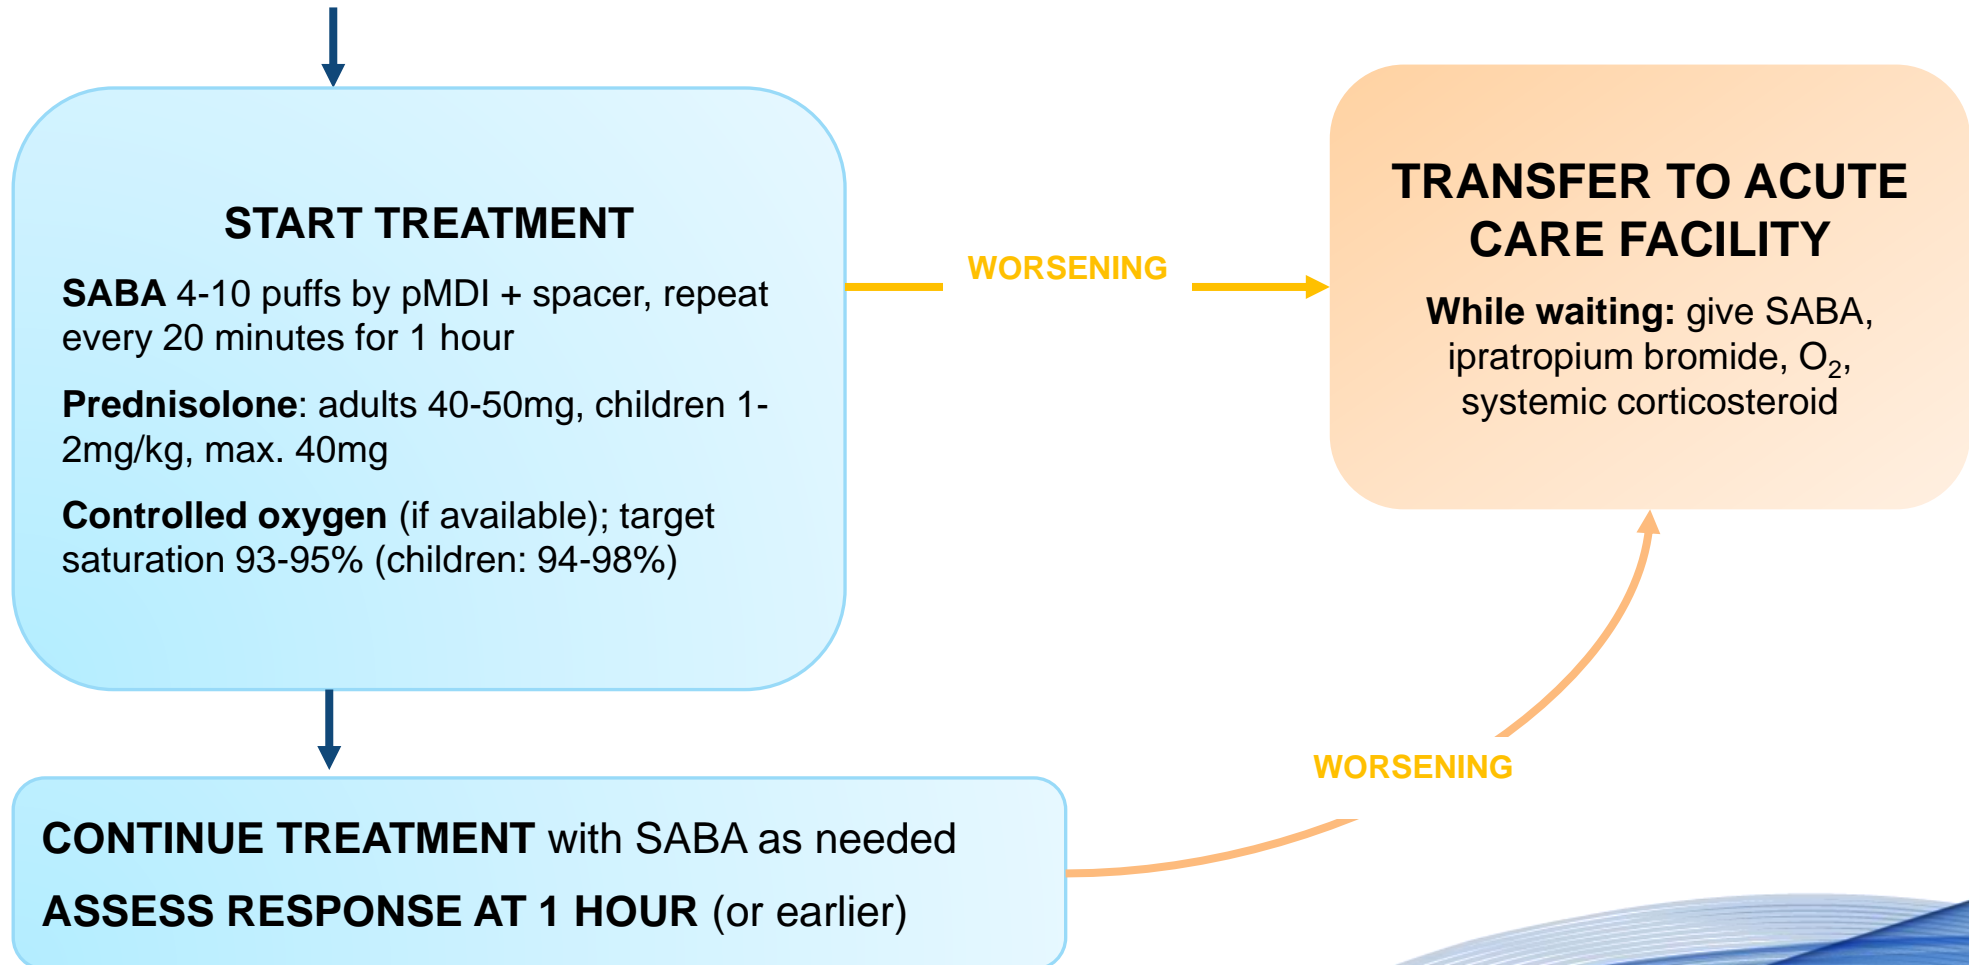 START TREATMENT
SABA 4-10 puffs by pMDI + spacer, repeat
every 20 minutes for 1 hour
Prednisolone: adults 40-50mg, children 1-
2mg/kg, max. 40mg
Controlled oxygen (if available); target
saturation 93-95% (children: 94-98%)
WORSENING
TRANSFER TO ACUTE
CARE FACILITY
While waiting: give SABA,
ipratropium bromide, O₂,
systemic corticosteroid
WORSENING
CONTINUE TREATMENT with SABA as needed
ASSESS RESPONSE AT 1 HOUR (or earlier)